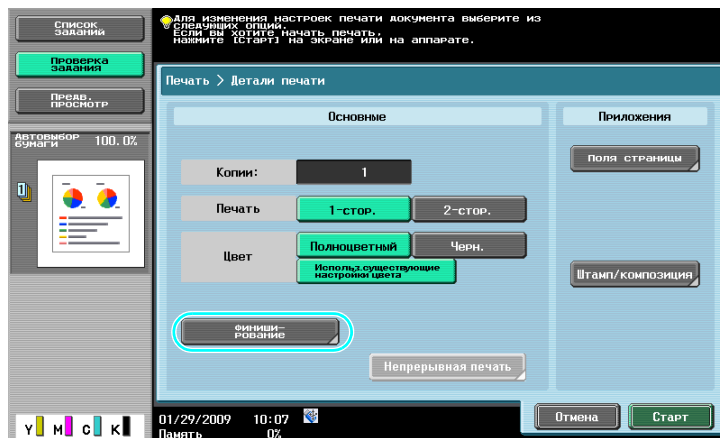 Список
заданий
Для изменения настроек печати документа выберите из
следующих опций.
Если вы хотите начать печать,
нажмите [Старт] на экране или на аппарате.
Проверка
задания
Предв.
просмотр
Печать > Детали печати
Основные
Приложения
Автовыбор
бумаги
100.0%
1
Копии:
1
Поля страницы
Печать
1-стор.
2-стор.
Цвет
Полноцветный
Черн.
Использ.существующие
настройки цвета
Штамп/композиция
Финиши-
рование
Непрерывная печать
01/29/2009 10:07
Память 0%
Отмена
Старт
Y M C K